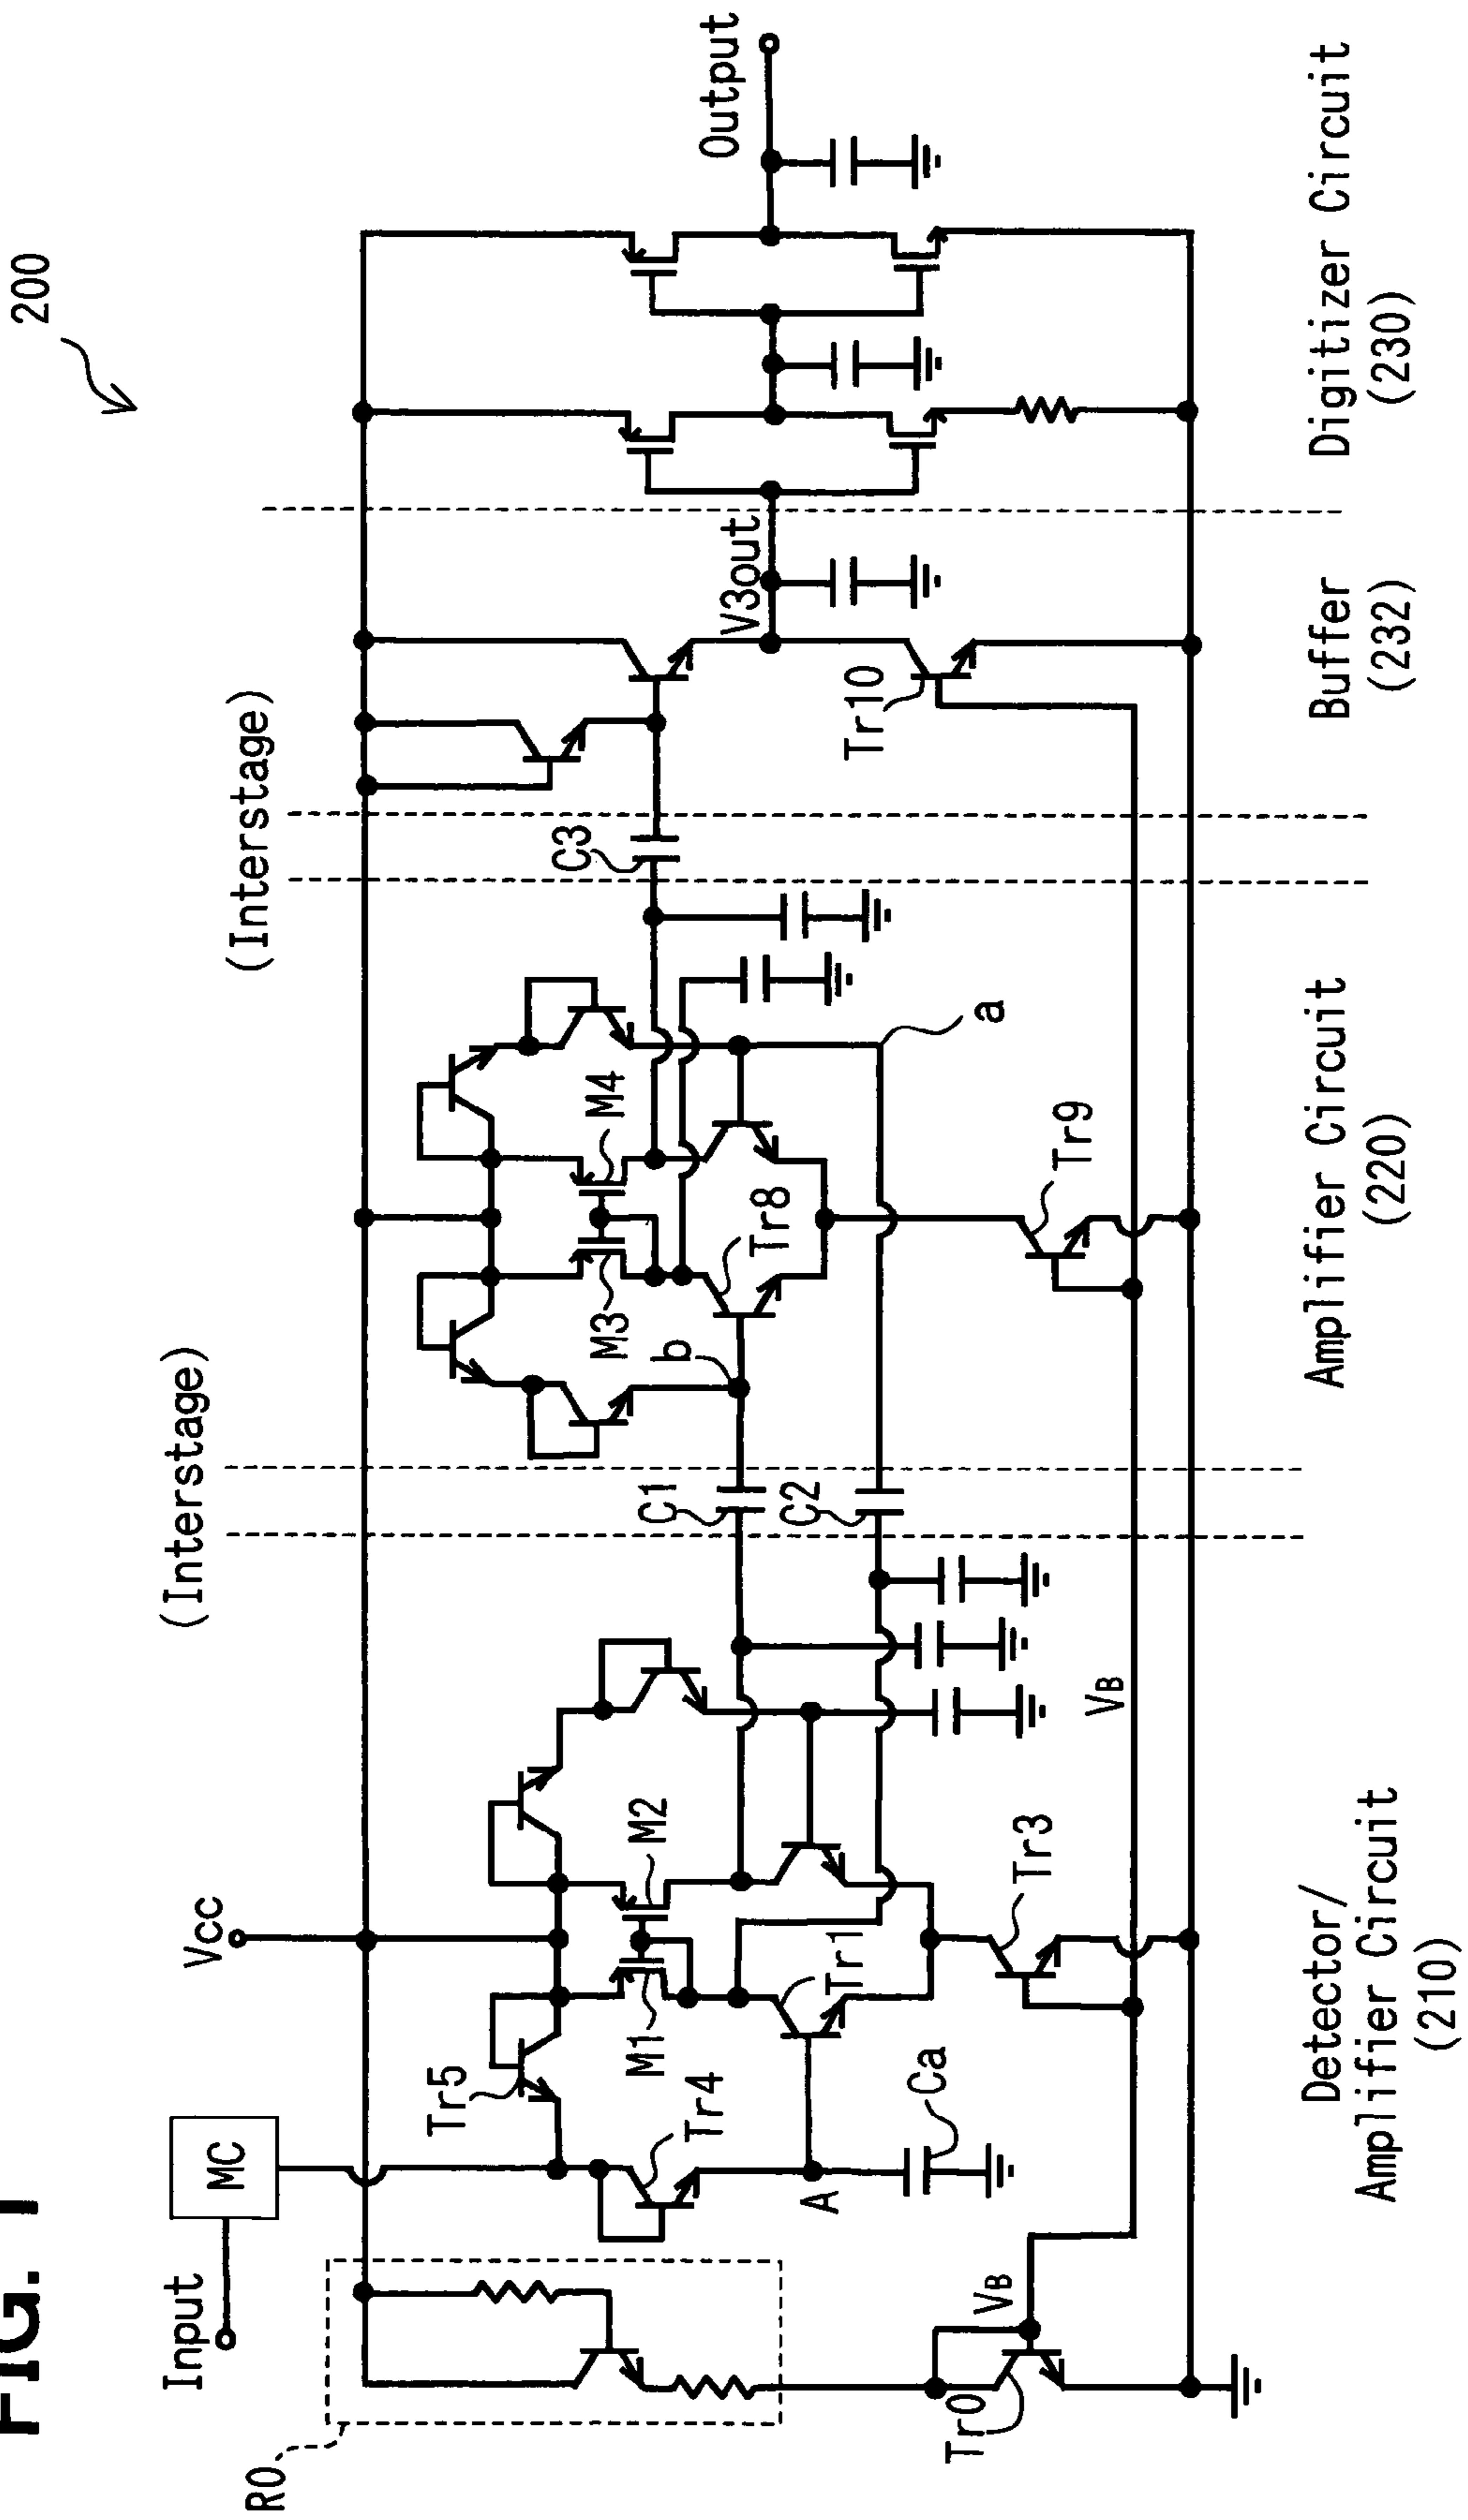 FIG. 1
200
(Interstage)
(Interstage)
Vcc
Input
MC
R0
Tr5
Tr4
M1
M2
Tr1
A
Ca
Tr3
VB
Tr0
VB
C1
C2
b
M3
M4
Tr8
a
Tr9
C3
Tr10
V3out
Output
Detector/
Amplifier Circuit
(210)
Amplifier Circuit
(220)
Buffer
(232)
Digitizer Circuit
(230)